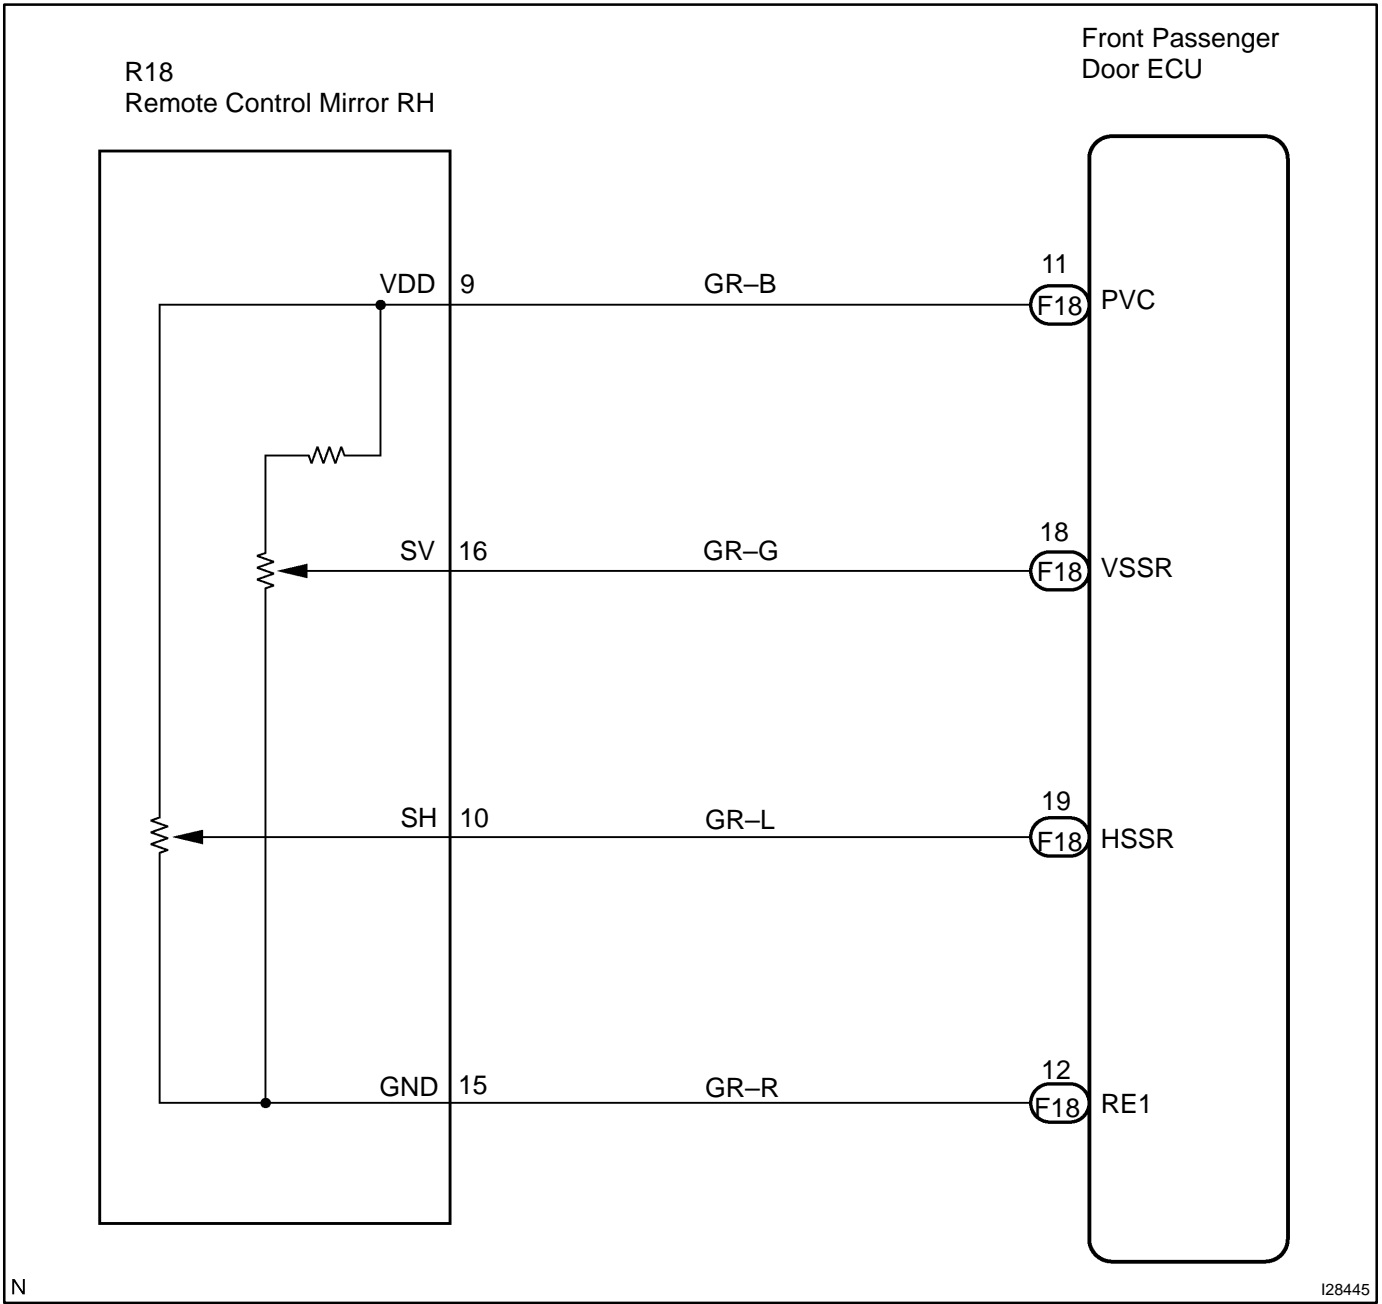 Front Passenger
Door ECU
R18
Remote Control Mirror RH
VDD 9 GR–B 11 F18 PVC
SV 16 GR–G 18 F18 VSSR
SH 10 GR–L 19 F18 HSSR
GND 15 GR–R 12 F18 RE1
N I28445